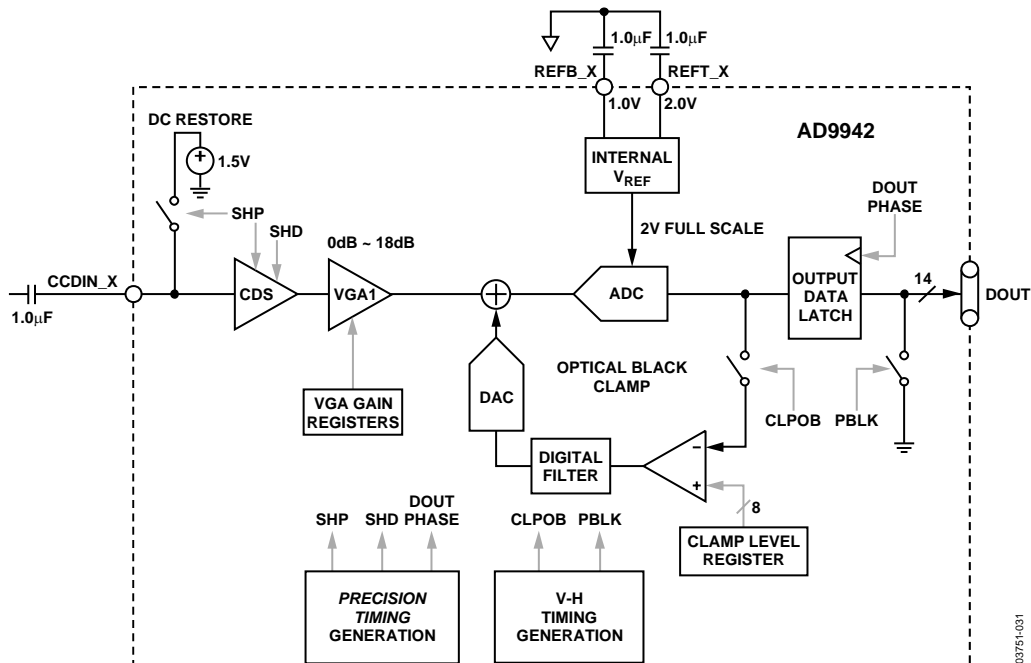 1.0µF
1.0µF
REFB_X
REFT_X
1.0V
2.0V
DC RESTORE
AD9942
+
1.5V
INTERNAL
VREF
DOUT
PHASE
SHP
SHD
2V FULL SCALE
0dB ~ 18dB
CCDIN_X
1.0µF
CDS
VGA1
+
ADC
OUTPUT
DATA
LATCH
14
DOUT
OPTICAL BLACK
CLAMP
DAC
VGA GAIN
REGISTERS
CLPOB
PBLK
DIGITAL
FILTER
–
+
8
CLAMP LEVEL
REGISTER
SHP
SHD
DOUT
PHASE
CLPOB
PBLK
PRECISION
TIMING
GENERATION
V-H
TIMING
GENERATION
03751-031